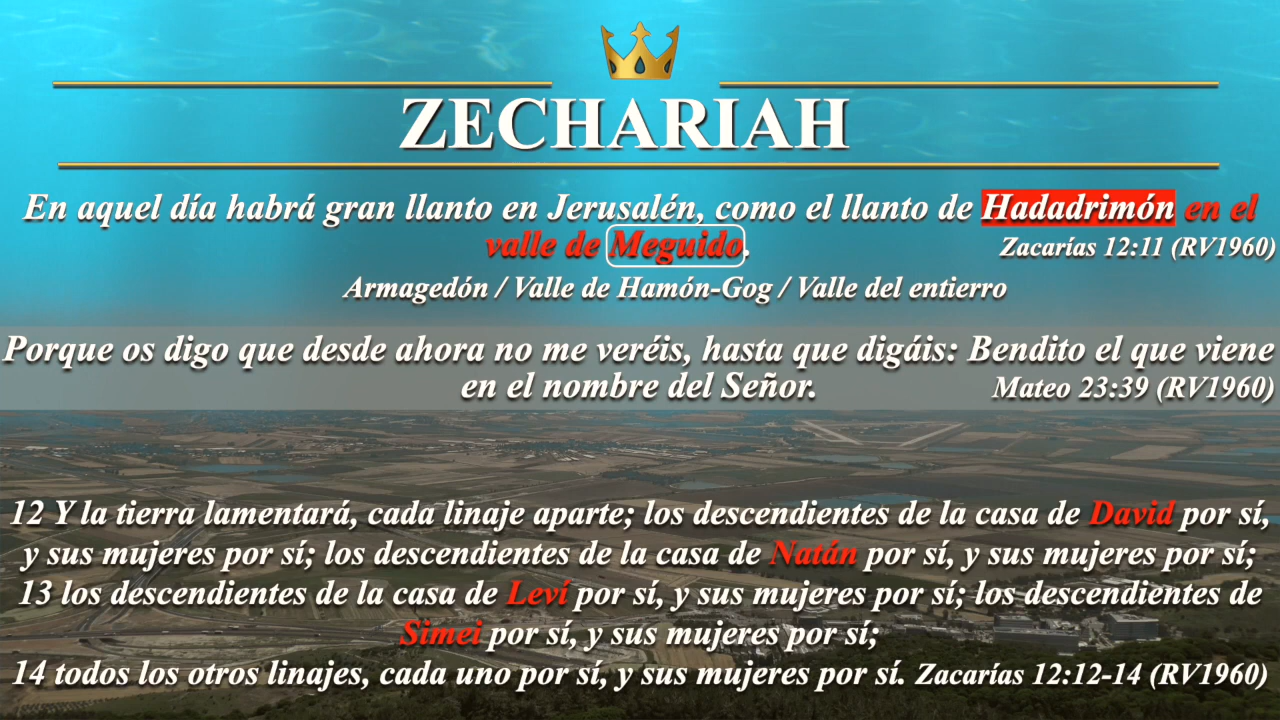 ZECHARIAH
En aquel día habrá gran llanto en Jerusalén, como el llanto de Hadadrimón en el
valle de Meguido. Zacarías 12:11 (RV1960)
Armagedón / Valle de Hamón-Gog / Valle del entierro
Porque os digo que desde ahora no me veréis, hasta que digáis: Bendito el que viene
en el nombre del Señor. Mateo 23:39 (RV1960)
12 Y la tierra lamentará, cada linaje aparte; los descendientes de la casa de David por sí,
y sus mujeres por sí; los descendientes de la casa de Natán por sí, y sus mujeres por sí;
13 los descendientes de la casa de Leví por sí, y sus mujeres por sí; los descendientes de
Simei por sí, y sus mujeres por sí;
14 todos los otros linajes, cada uno por sí, y sus mujeres por sí. Zacarías 12:12-14 (RV1960)